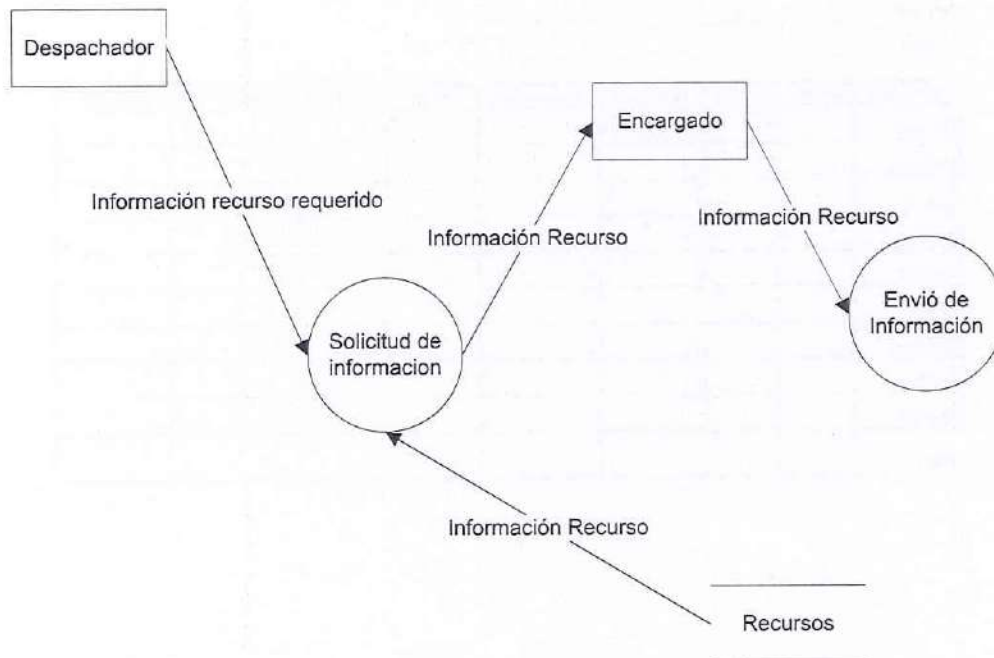 Despachador
Encargado
Información recurso requerido
Información Recurso
Información Recurso
Envió de
Información
Solicitud de
informacion
Información Recurso
Recursos